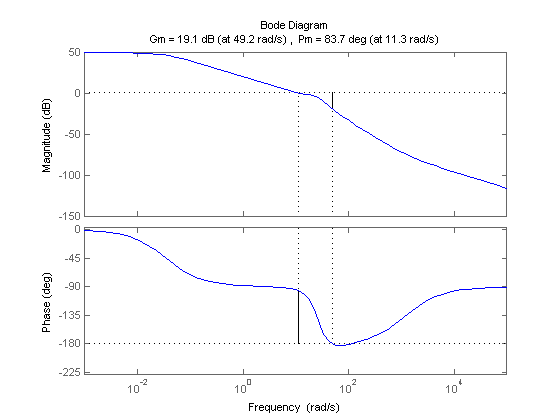 Bode Diagram
Gm = 19.1 dB (at 49.2 rad/s) , Pm = 83.7 deg (at 11.3 rad/s)
50
0
-50
-100
-150
Magnitude (dB)
0
-45
-90
-135
-180
-225
Phase (deg)
10^-2 10^0 10^2 10^4
Frequency (rad/s)